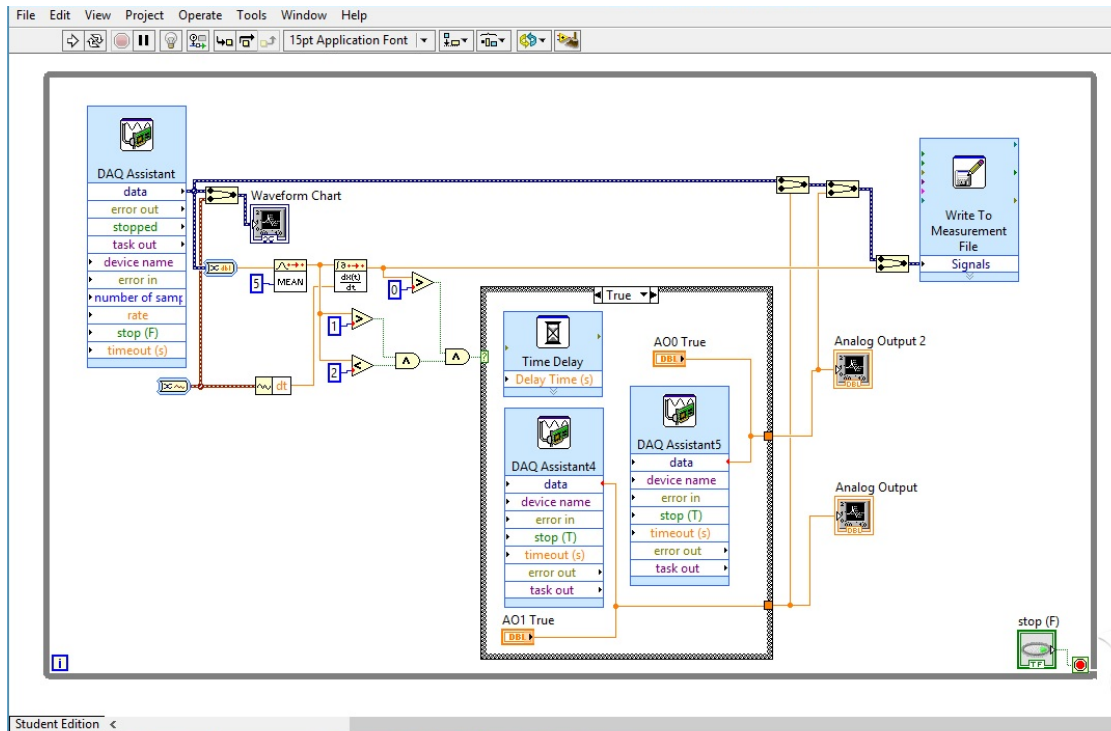 File Edit View Project Operate Tools Window Help
15pt Application Font
DAQ Assistant
data
error out
stopped
task out
device name
error in
number of samp
rate
stop (F)
timeout (s)
Waveform Chart
5
MEAN
dX(t)
dt
0
1
2
dt
True
Time Delay
Delay Time (s)
AO0 True
DBL
DAQ Assistant4
data
device name
error in
stop (T)
timeout (s)
error out
task out
DAQ Assistant5
data
device name
error in
stop (T)
timeout (s)
error out
task out
AO1 True
DBL
Write To
Measurement
File
Signals
Analog Output 2
DBL
Analog Output
DBL
stop (F)
TF
i
Student Edition